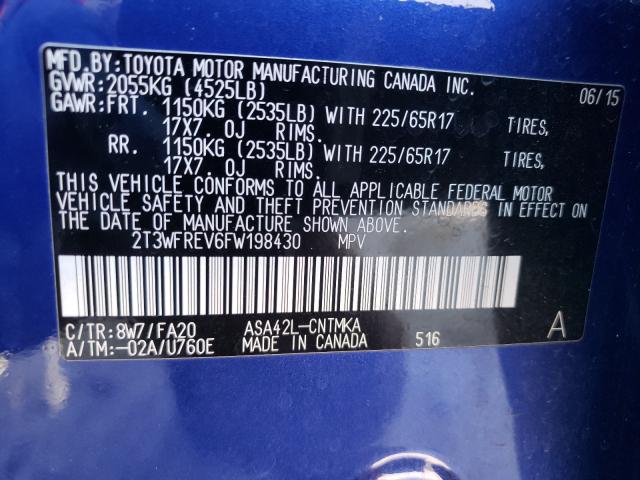 MFD.BY:TOYOTA MOTOR MANUFACTURING CANADA INC.
GVWR:2055KG (4525LB) 06/15
GAWR:FRT. 1150KG (2535LB) WITH 225/65R17 TIRES,
17X7.0J RIMS.
RR. 1150KG (2535LB) WITH 225/65R17 TIRES,
17X7.0J RIMS.
THIS VEHICLE CONFORMS TO ALL APPLICABLE FEDERAL MOTOR
VEHICLE SAFETY AND THEFT PREVENTION STANDARDS IN EFFECT ON
THE DATE OF MANUFACTURE SHOWN ABOVE.
2T3WFREV6FW198430 MPV
C/TR:8W7/FA20 ASA42L-CNTMKA A
A/TM:-02A/U760E MADE IN CANADA 516